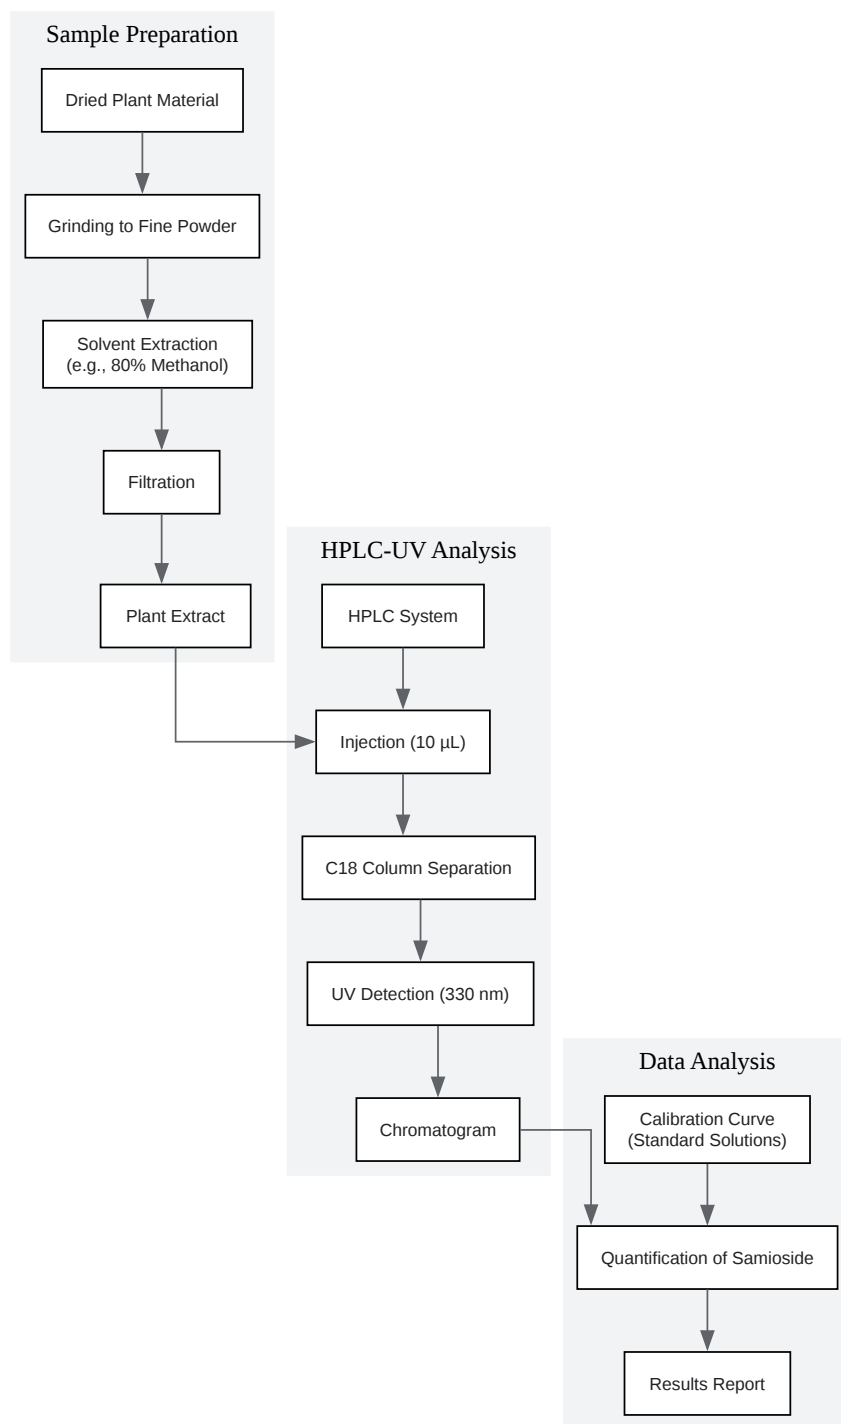 Sample Preparation
Dried Plant Material
Grinding to Fine Powder
Solvent Extraction
(e.g., 80% Methanol)
Filtration
Plant Extract
HPLC-UV Analysis
HPLC System
Injection (10 µL)
C18 Column Separation
UV Detection (330 nm)
Chromatogram
Data Analysis
Calibration Curve
(Standard Solutions)
Quantification of Samioside
Results Report